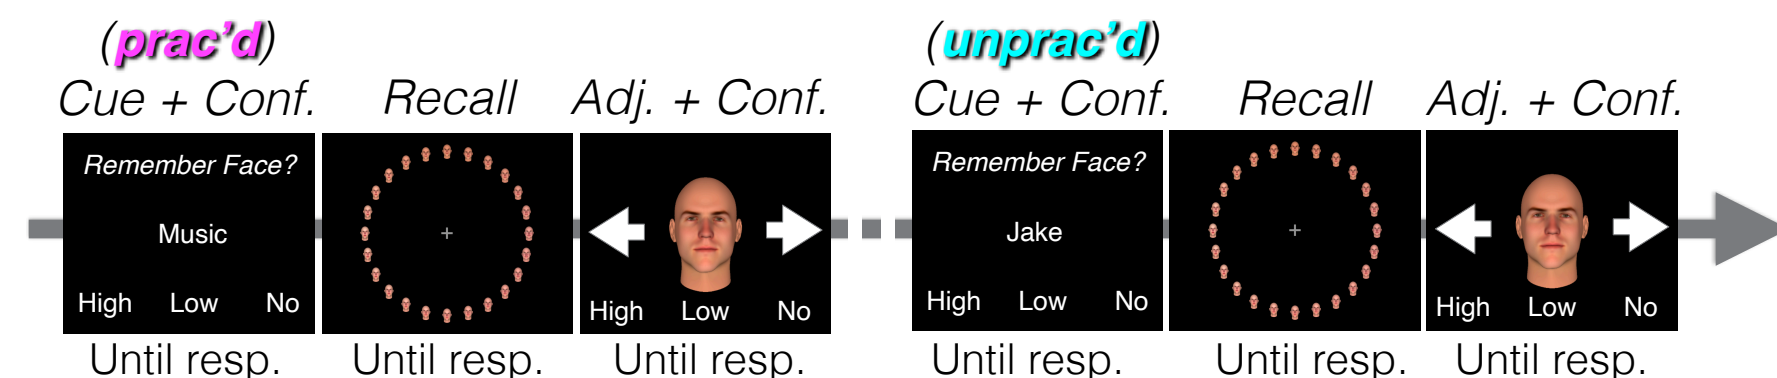 (prac’d)
Cue + Conf.
Recall
Adj. + Conf.
Remember Face?
Music
High Low No
High Low No
Until resp.
Until resp.
Until resp.
(unprac’d)
Cue + Conf.
Recall
Adj. + Conf.
Remember Face?
Jake
High Low No
High Low No
Until resp.
Until resp.
Until resp.